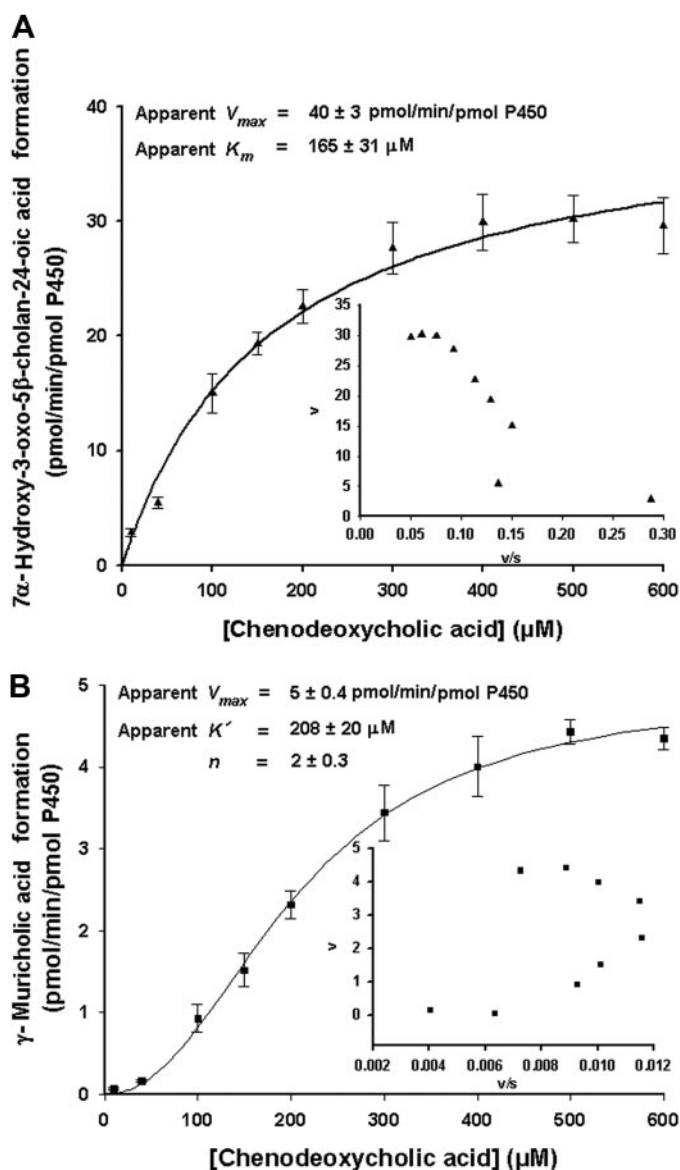 A
7α-Hydroxy-3-oxo-5β-cholan-24-oic acid formation
(pmol/min/pmol P450)
Apparent Vmax = 40 ± 3 pmol/min/pmol P450
Apparent Km = 165 ± 31 µM
40
30
20
10
0
0 100 200 300 400 500 600
[Chenodeoxycholic acid] (µM)
v
35
30
25
20
15
10
5
0
0.00 0.05 0.10 0.15 0.20 0.25 0.30
v/s
B
γ-Muricholic acid formation
(pmol/min/pmol P450)
Apparent Vmax = 5 ± 0.4 pmol/min/pmol P450
Apparent K´ = 208 ± 20 µM
n = 2 ± 0.3
5
4
3
2
1
0
0 100 200 300 400 500 600
[Chenodeoxycholic acid] (µM)
v
5
4
3
2
1
0
0.002 0.004 0.006 0.008 0.010 0.012
v/s